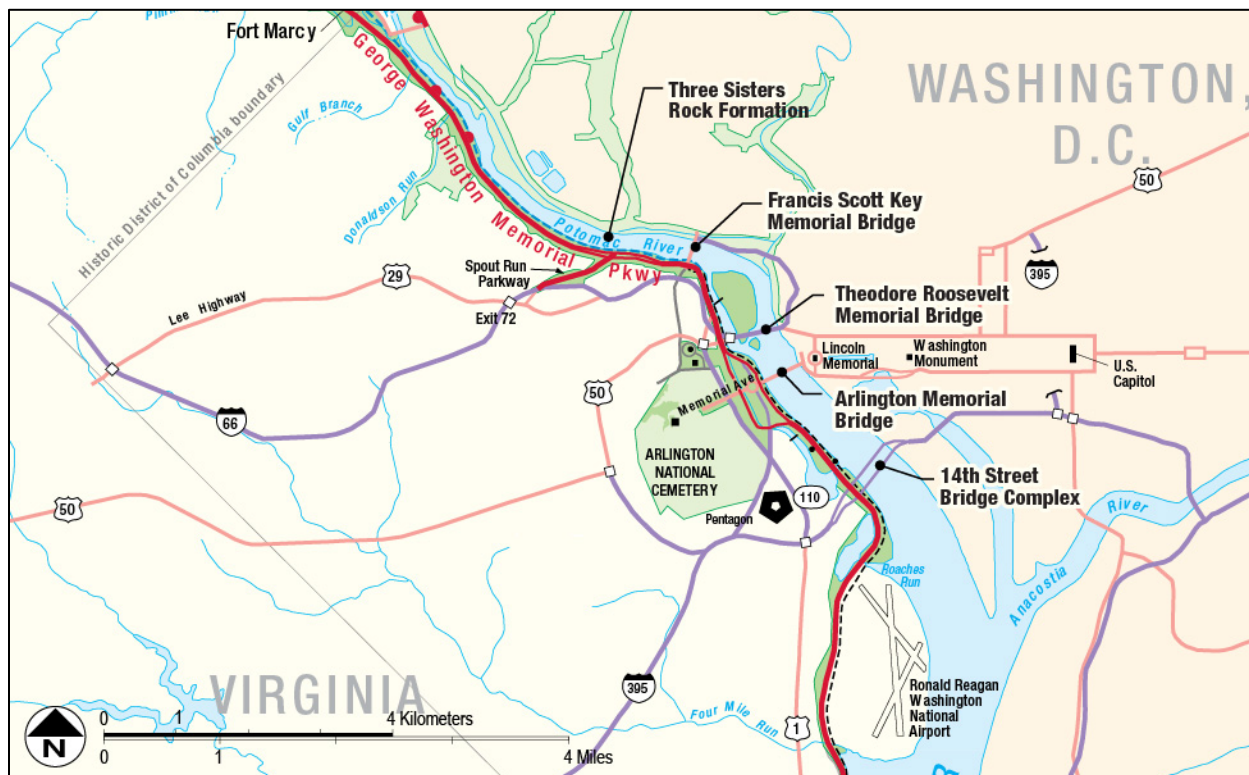 Fort Marcy
George Washington Memorial Pkwy
Historic District of Columbia boundary
Gulf Branch
Donaldson Run
Three Sisters
Rock Formation
WASHINGTON,
D.C.
50
395
Francis Scott Key
Memorial Bridge
Potomac River
Spout Run
Parkway
29
Lee Highway
Exit 72
Theodore Roosevelt
Memorial Bridge
Lincoln
Memorial
Washington
Monument
U.S.
Capitol
50
66
Memorial Ave
Arlington Memorial
Bridge
ARLINGTON
NATIONAL
CEMETERY
110
Pentagon
14th Street
Bridge Complex
50
Anacostia River
Roaches
Run
VIRGINIA
395
Four Mile Run
1
Ronald Reagan
Washington
National
Airport
N
0 1 4 Kilometers
0 1 4 Miles